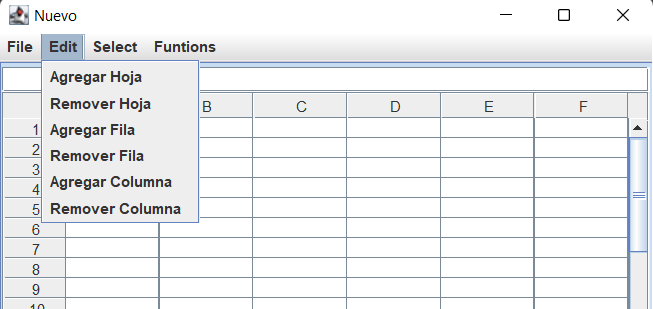 Nuevo
File Edit Select Funtions
Agregar Hoja
Remover Hoja
Agregar Fila
Remover Fila
Agregar Columna
Remover Columna
B C D E F
1
2
3
4
5
6
7
8
9
10